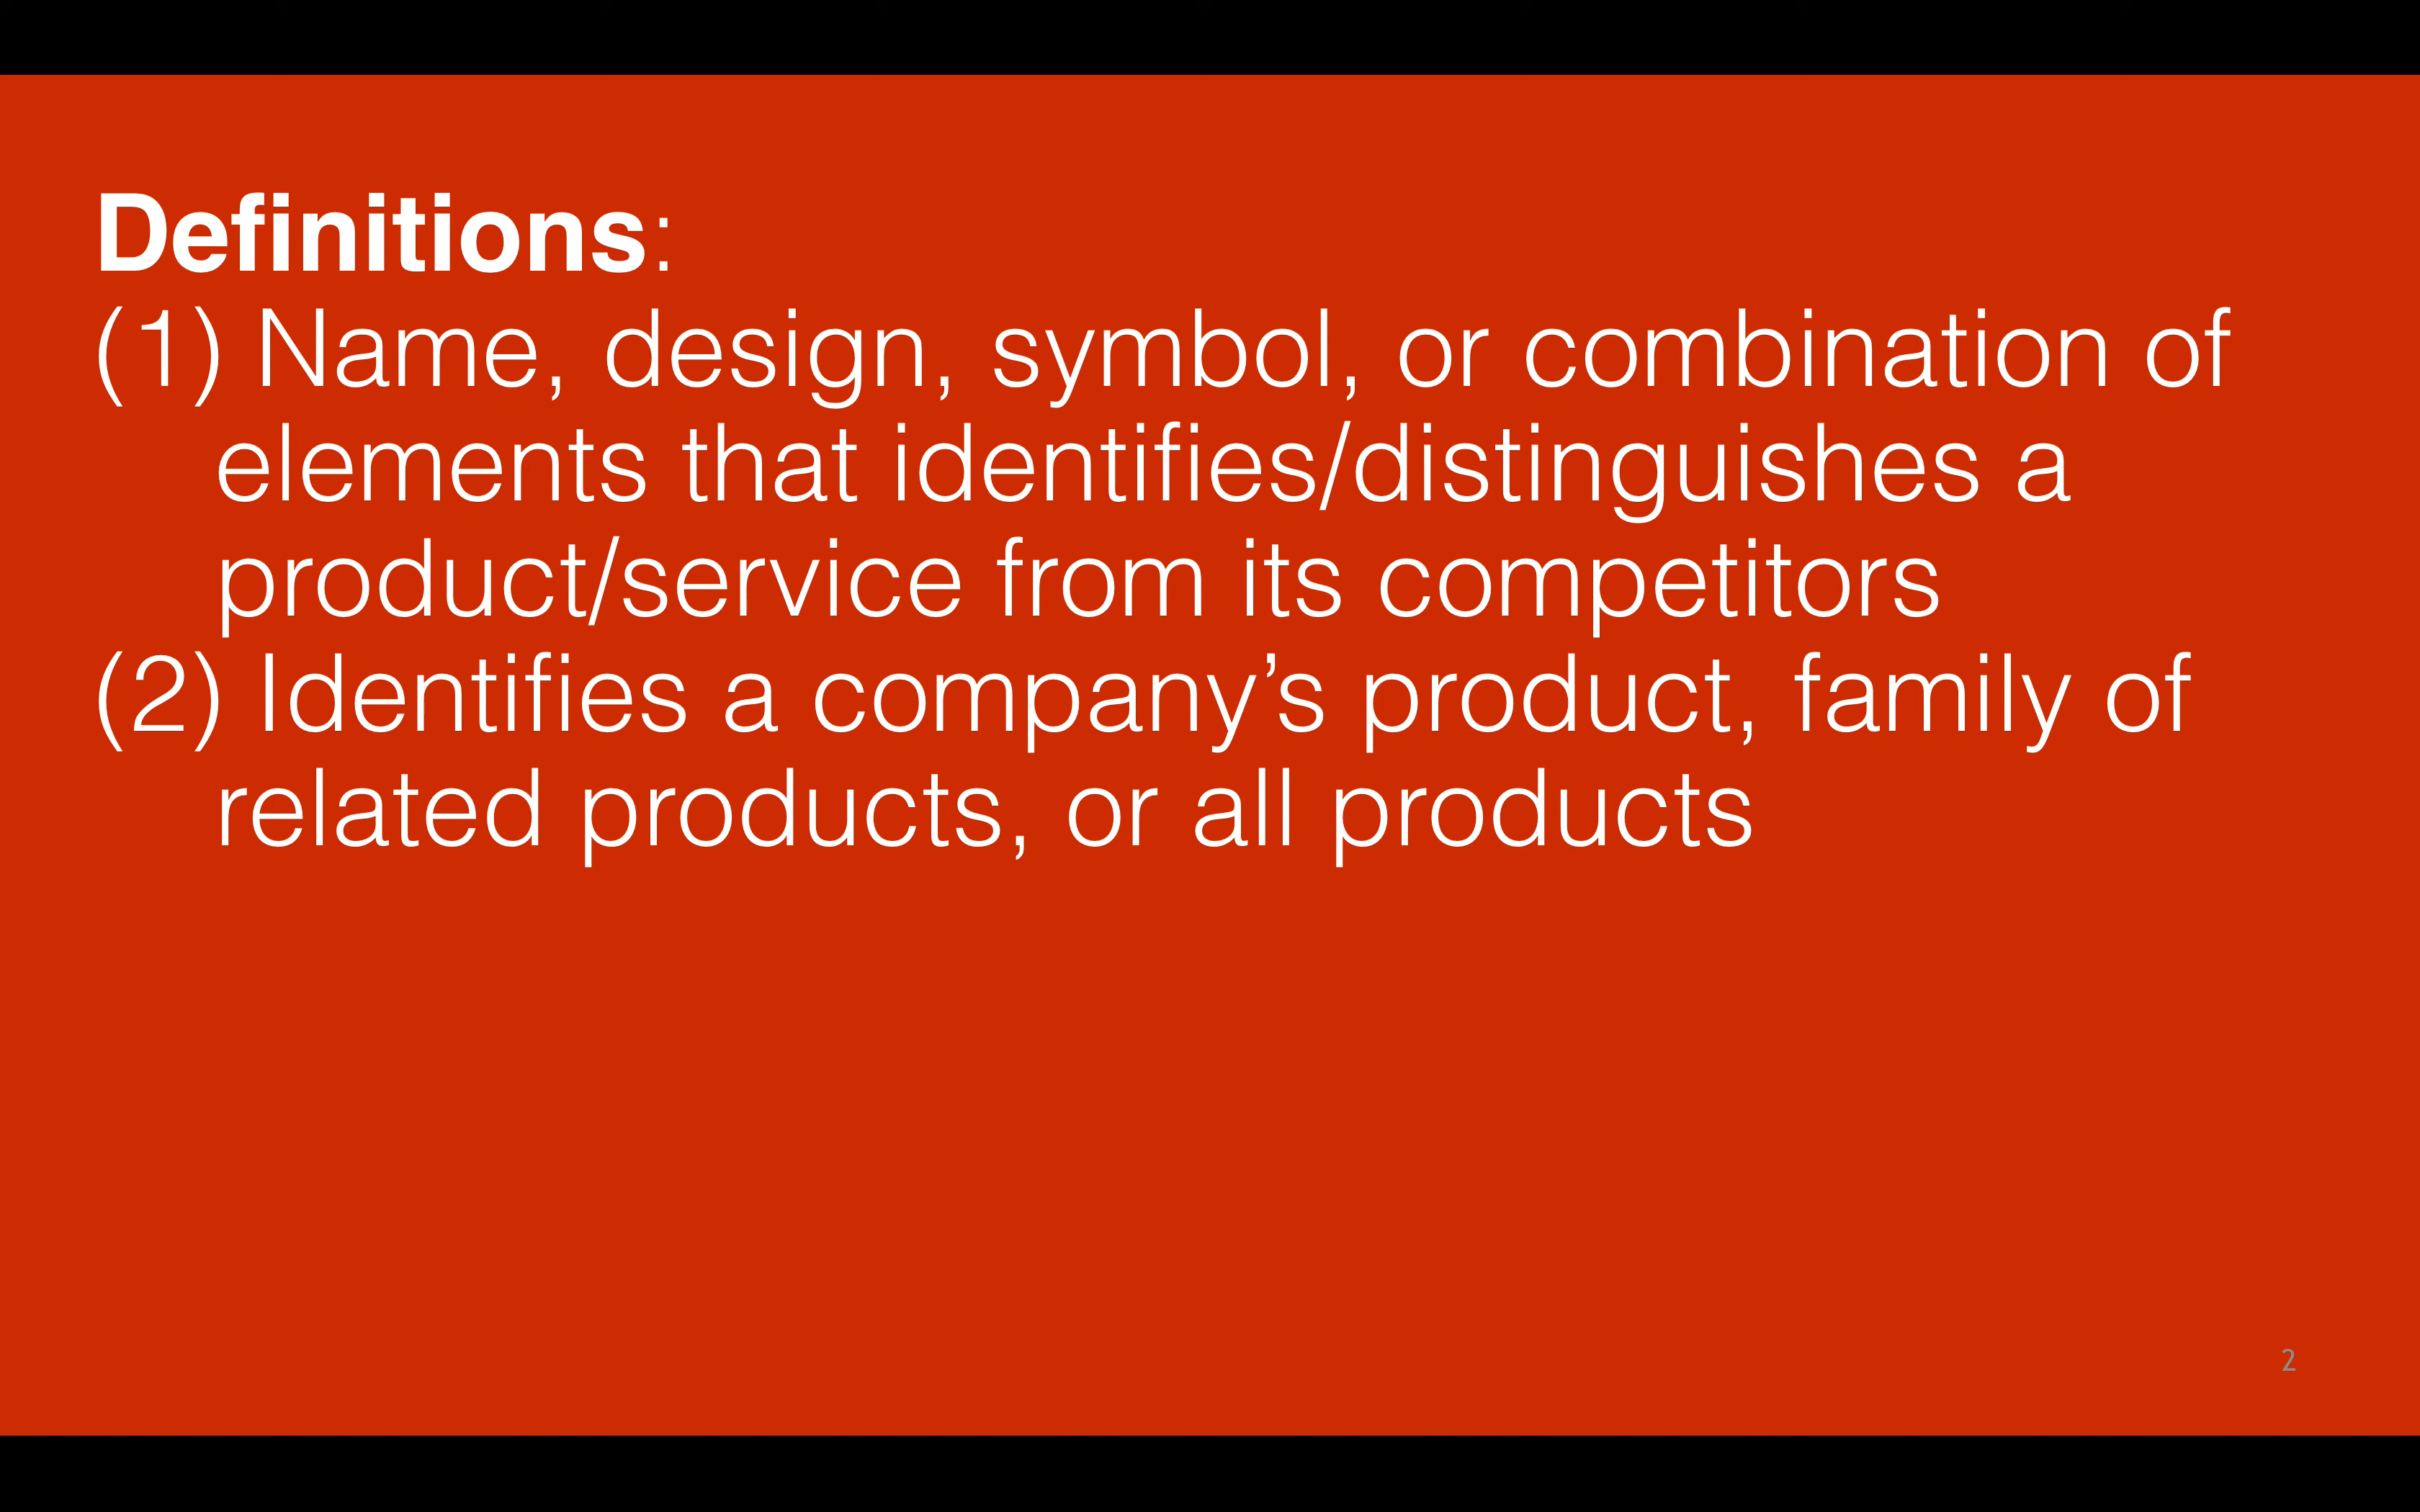 Definitions:
(1) Name, design, symbol, or combination of
elements that identifies/distinguishes a
product/service from its competitors
(2) Identifies a company’s product, family of
related products, or all products
2